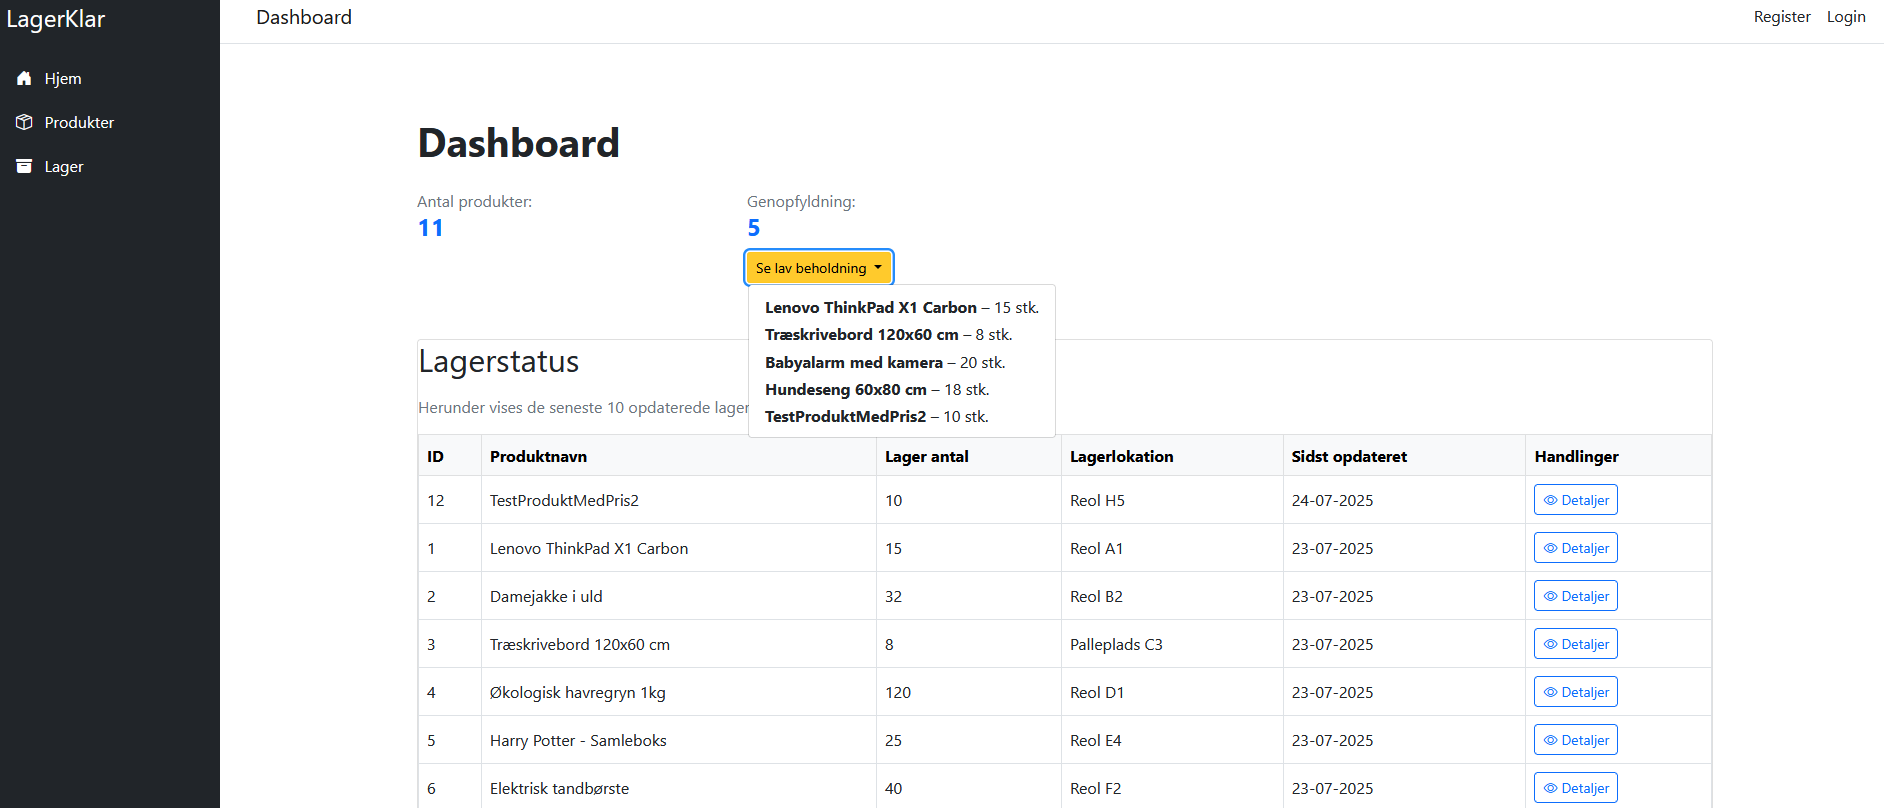 LagerKlar
Dashboard
Register Login
Hjem
Produkter
Lager
Dashboard
Antal produkter:
11
Genopfyldning:
5
Se lav beholdning
Lenovo ThinkPad X1 Carbon – 15 stk.
Træskrivebord 120x60 cm – 8 stk.
Babyalarm med kamera – 20 stk.
Hundeseng 60x80 cm – 18 stk.
TestProduktMedPris2 – 10 stk.
Lagerstatus
Herunder vises de seneste 10 opdaterede lager
ID Produktnavn Lager antal Lagerlokation Sidst opdateret Handlinger
12 TestProduktMedPris2 10 Reol H5 24-07-2025 Detaljer
1 Lenovo ThinkPad X1 Carbon 15 Reol A1 23-07-2025 Detaljer
2 Damejakke i uld 32 Reol B2 23-07-2025 Detaljer
3 Træskrivebord 120x60 cm 8 Palleplads C3 23-07-2025 Detaljer
4 Økologisk havregryn 1kg 120 Reol D1 23-07-2025 Detaljer
5 Harry Potter - Samleboks 25 Reol E4 23-07-2025 Detaljer
6 Elektrisk tandbørste 40 Reol F2 23-07-2025 Detaljer